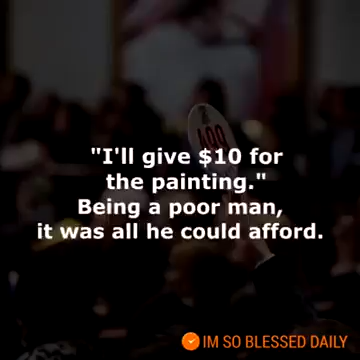 "I'll give $10 for
the painting."
Being a poor man,
it was all he could afford.
IM SO BLESSED DAILY